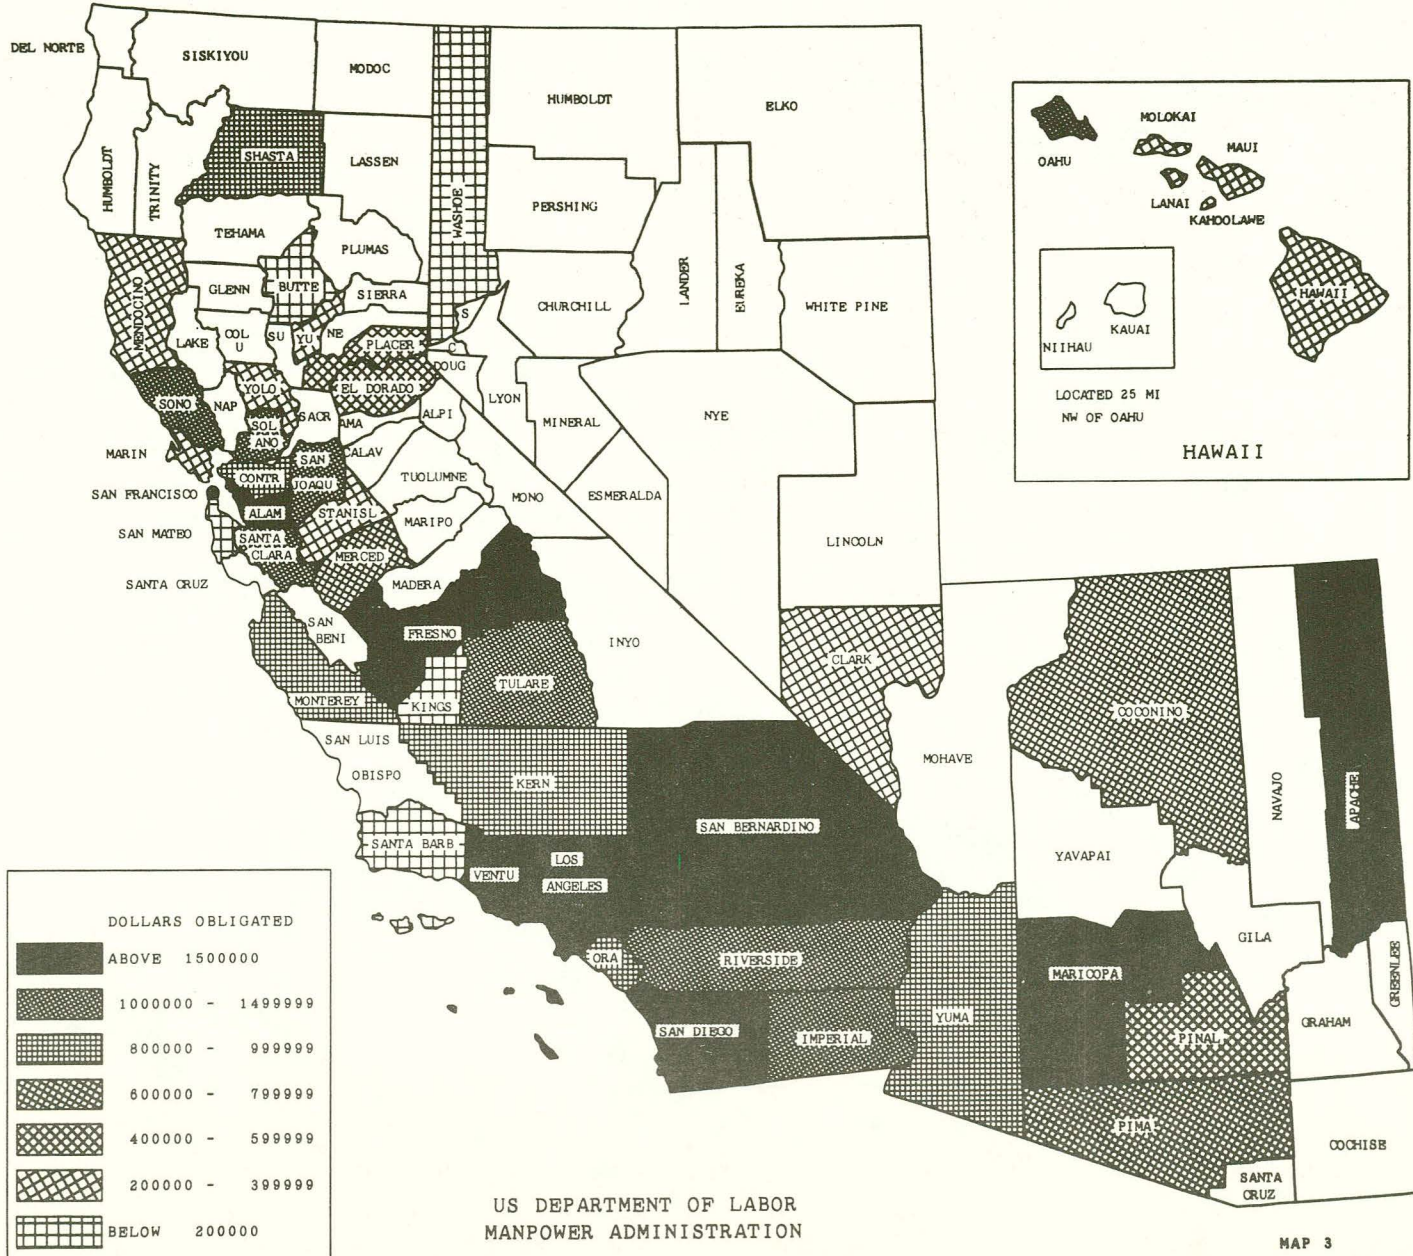 DEL NORTE
SISKIYOU
MODOC
HUMBOLDT
ELKO
SHASTA
LASSEN
HUMBOLDT
TRINITY
WASHOE
PERSHING
TEHAMA
PLUMAS
LANDER
EUREKA
GLENN
BUTTE
SIERRA
CHURCHILL
WHITE PINE
MENDOCINO
LAKE
COL
U
SU
YU
NE
PLACER
S
C
DOUG
SONO
NAP
YOLO
EL DORADO
LYON
MINERAL
NYE
SOL
ANO
SACR
AMA
ALPI
MARIN
CONTR
SAN
JOAQU
CALAV
TUOLUMNE
MONO
ESMERALDA
SAN FRANCISCO
ALAM
STANISL
MARIPO
SAN MATEO
SANTA
CLARA
MERCED
LINCOLN
SANTA CRUZ
MADERA
SAN
BENI
FRESNO
INYO
CLARK
MONTEREY
KINGS
TULARE
COCONINO
SAN LUIS
OBISPO
KERN
MOHAVE
NAVAJO
APACHE
SANTA BARB
VENTU
LOS
ANGELES
SAN BERNARDINO
YAVAPAI
ORA
RIVERSIDE
GILA
MARICOPA
GREENLEE
SAN DIEGO
IMPERIAL
YUMA
PINAL
GRAHAM
PIMA
COCHISE
SANTA
CRUZ
MOLOKAI
OAHU
MAUI
LANAI
KAHOOLAWE
HAWAII
KAUAI
NIIHAU
LOCATED 25 MI
NW OF OAHU
HAWAII
DOLLARS OBLIGATED
ABOVE 1500000
1000000 - 1499999
800000 - 999999
600000 - 799999
400000 - 599999
200000 - 399999
BELOW 200000
US DEPARTMENT OF LABOR
MANPOWER ADMINISTRATION
MAP 3